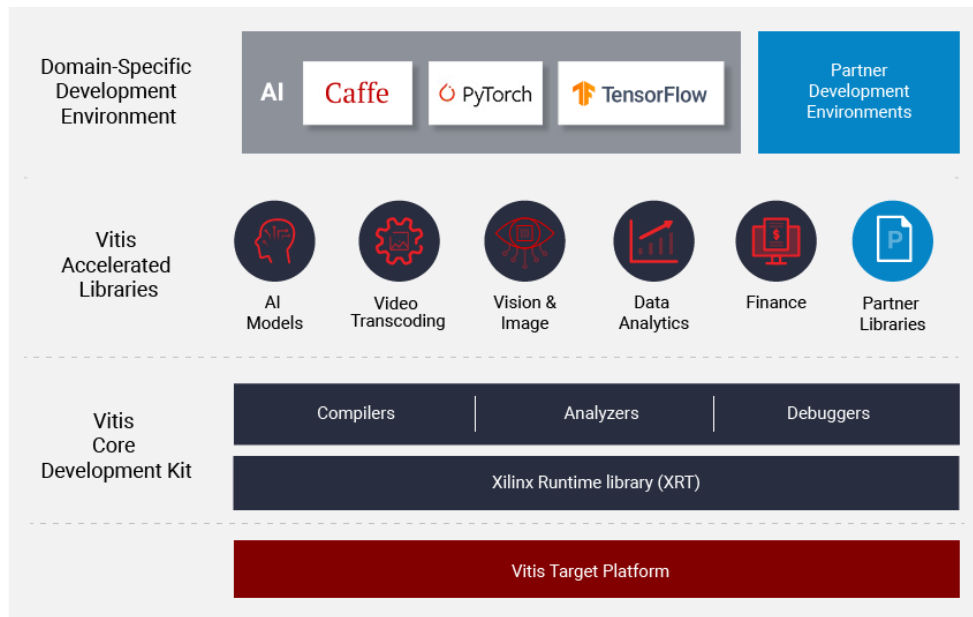 Domain-Specific
Development
Environment
AI
Caffe
PyTorch
TensorFlow
Partner
Development
Environments
Vitis
Accelerated
Libraries
AI
Models
Video
Transcoding
Vision &
Image
Data
Analytics
$
Finance
P
Partner
Libraries
Vitis
Core
Development Kit
Compilers
Analyzers
Debuggers
Xilinx Runtime library (XRT)
Vitis Target Platform